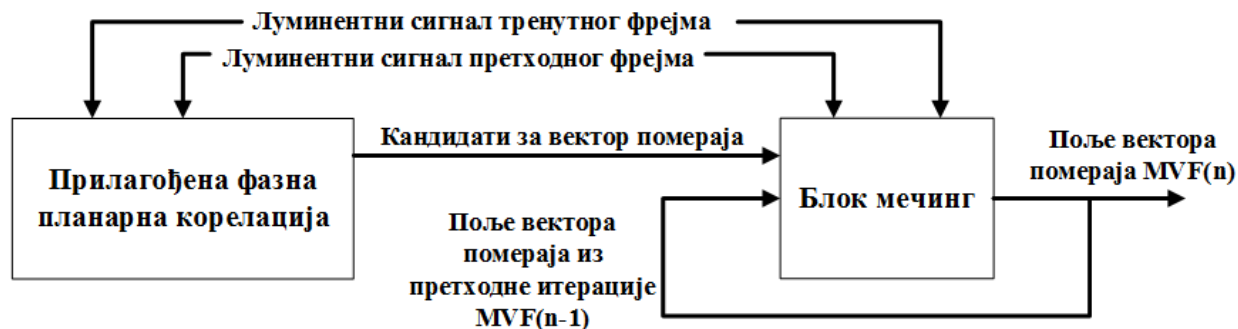 Луминентни сигнал тренутног фрејма
Луминентни сигнал претходног фрејма
Прилагођена фазна
планарна корелација
Кандидати за вектор помераја
Поље вектора
помераја из
претходне итерације
MVF(n-1)
Блок мечинг
Поље вектора
помераја MVF(n)